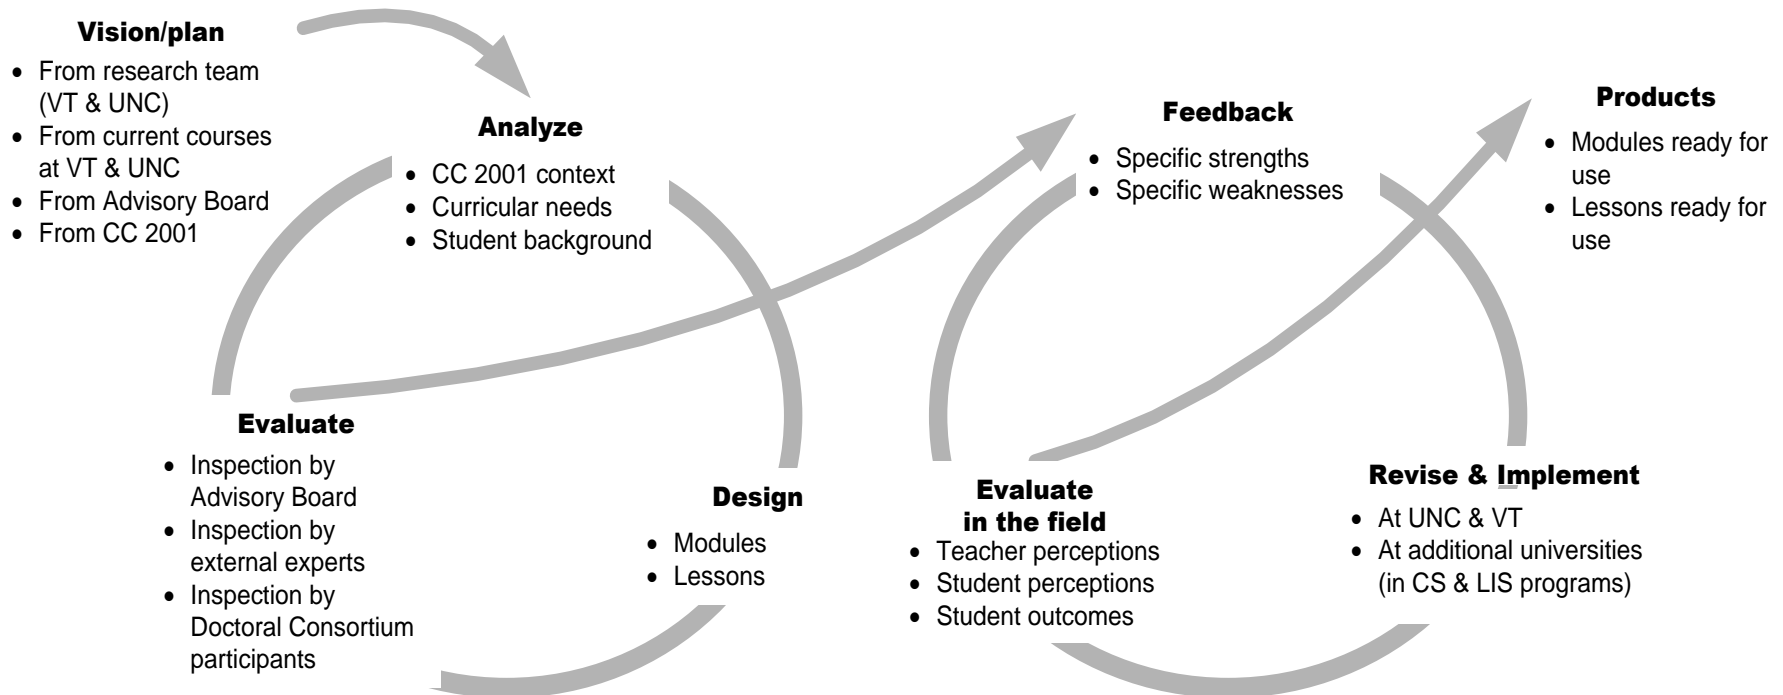 Vision/plan
• From research team
(VT & UNC)
• From current courses
at VT & UNC
• From Advisory Board
• From CC 2001
Analyze
• CC 2001 context
• Curricular needs
• Student background
Evaluate
• Inspection by
Advisory Board
• Inspection by
external experts
• Inspection by
Doctoral Consortium
participants
Design
• Modules
• Lessons
Feedback
• Specific strengths
• Specific weaknesses
Evaluate
in the field
• Teacher perceptions
• Student perceptions
• Student outcomes
Revise & Implement
• At UNC & VT
• At additional universities
(in CS & LIS programs)
Products
• Modules ready for
use
• Lessons ready for
use